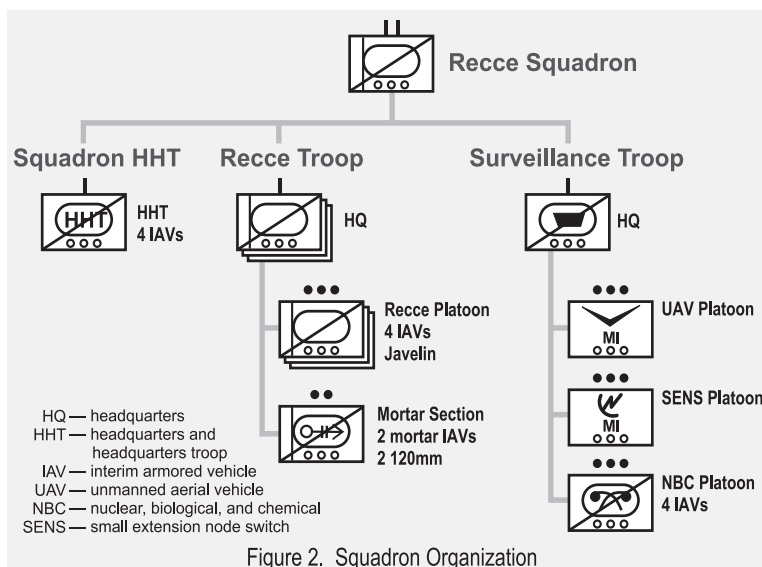 Recce Squadron
Squadron HHT
Recce Troop
Surveillance Troop
HHT
HHT
4 IAVs
HQ
HQ
Recce Platoon
4 IAVs
Javelin
Mortar Section
2 mortar IAVs
2 120mm
MI
UAV Platoon
MI
SENS Platoon
NBC Platoon
4 IAVs
HQ — headquarters
HHT — headquarters and
headquarters troop
IAV — interim armored vehicle
UAV — unmanned aerial vehicle
NBC — nuclear, biological, and chemical
SENS — small extension node switch
Figure 2. Squadron Organization